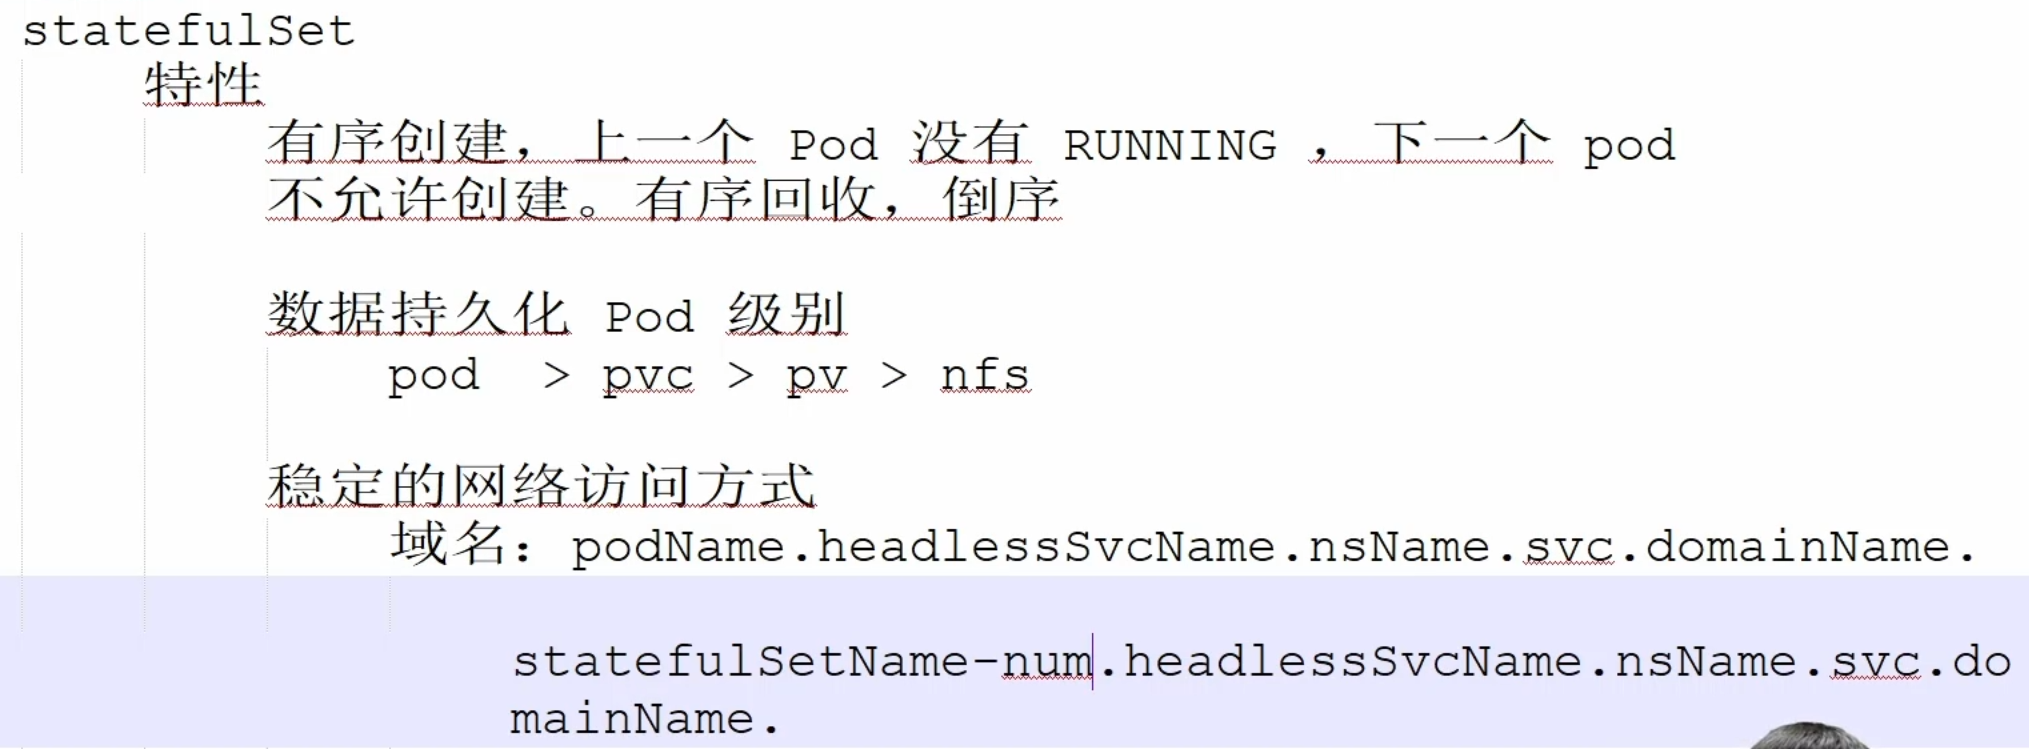 statefulSet
特性
有序创建，上一个 Pod 没有 RUNNING ，下一个 pod
不允许创建。有序回收，倒序
数据持久化 Pod 级别
pod  > pvc > pv > nfs
稳定的网络访问方式
域名：podName.headlessSvcName.nsName.svc.domainName.
statefulSetName-num.headlessSvcName.nsName.svc.do
mainName.